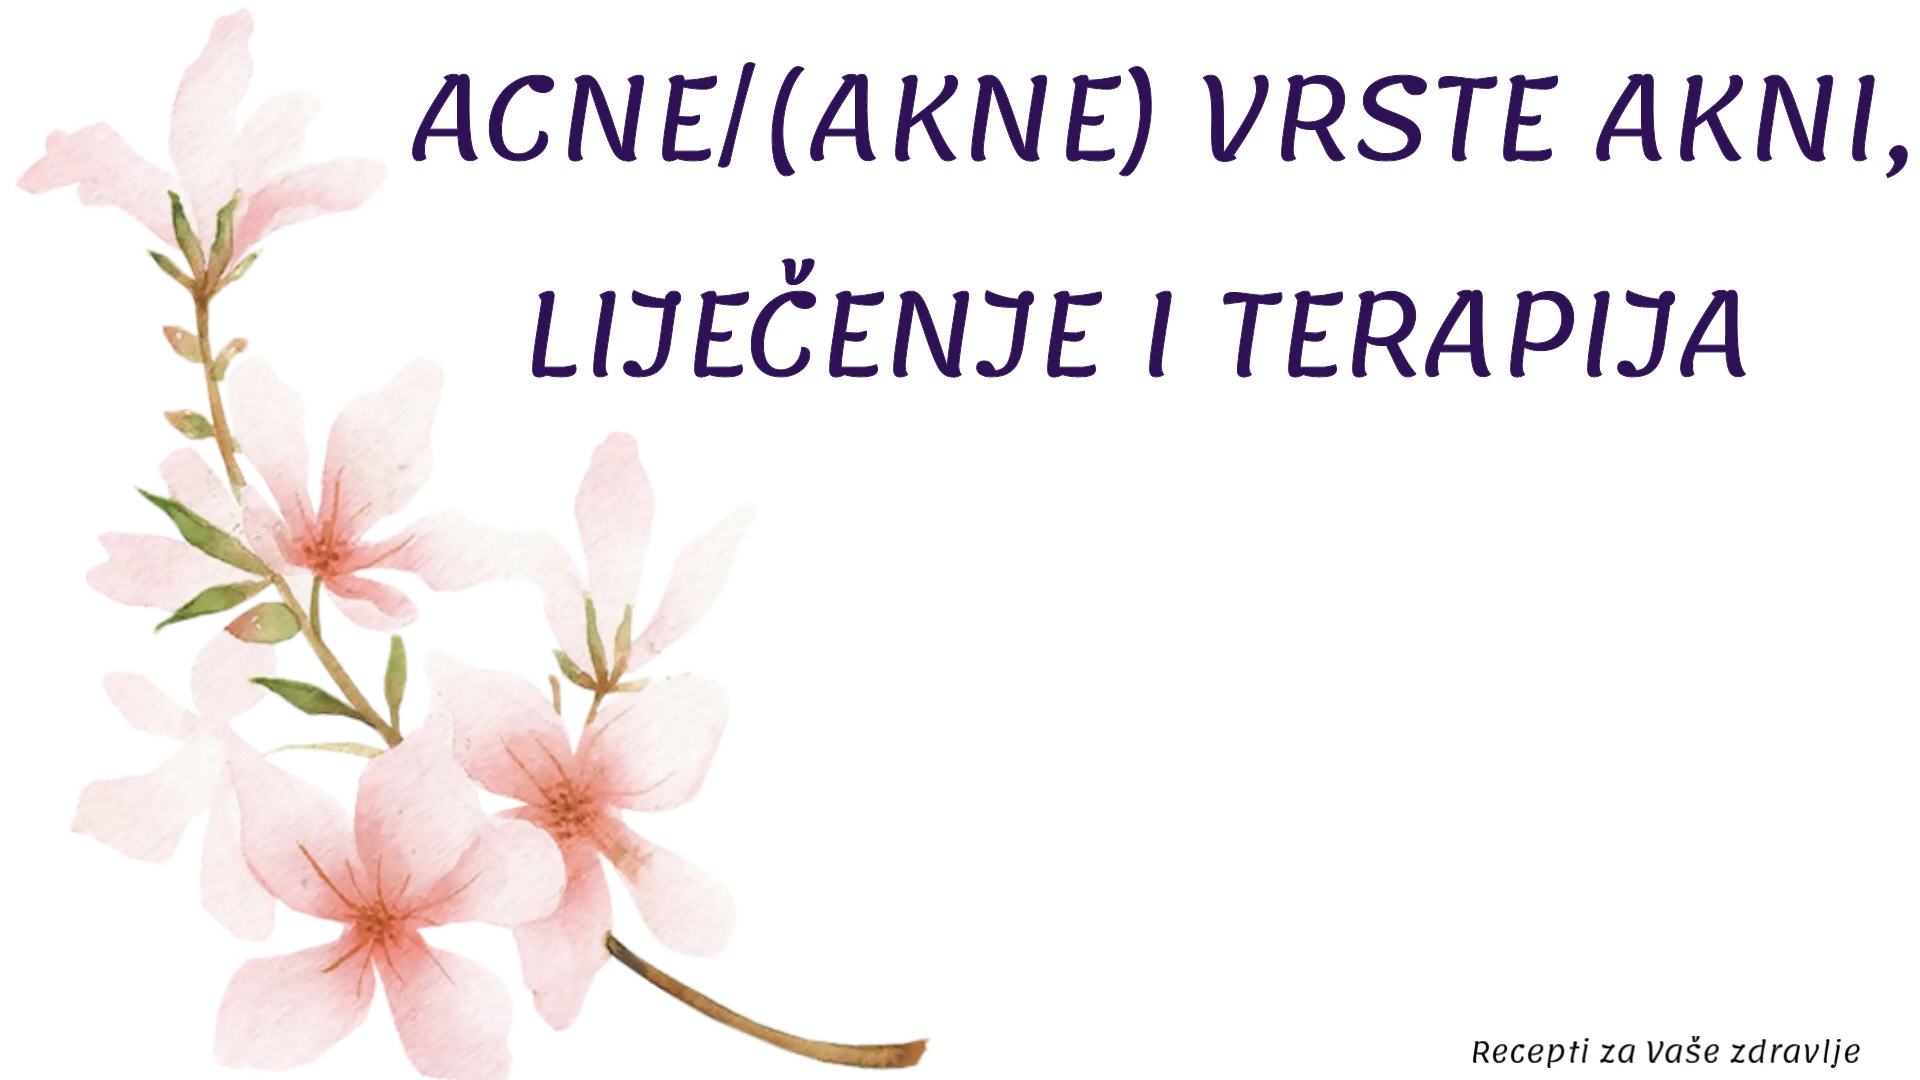 ACNE/(AKNE) VRSTE AKNI,
LIJEČENJE I TERAPIJA
Recepti za Vaše zdravlje